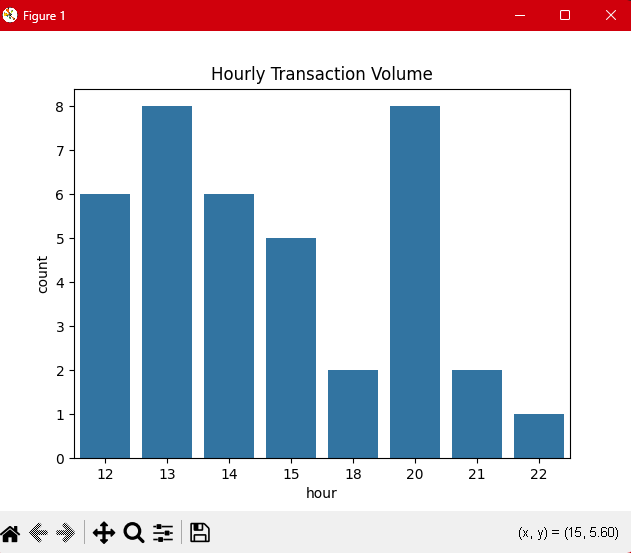 Figure 1
Hourly Transaction Volume
8
7
6
5
4
3
2
1
0
count
12 13 14 15 18 20 21 22
hour
(x, y) = (15, 5.60)